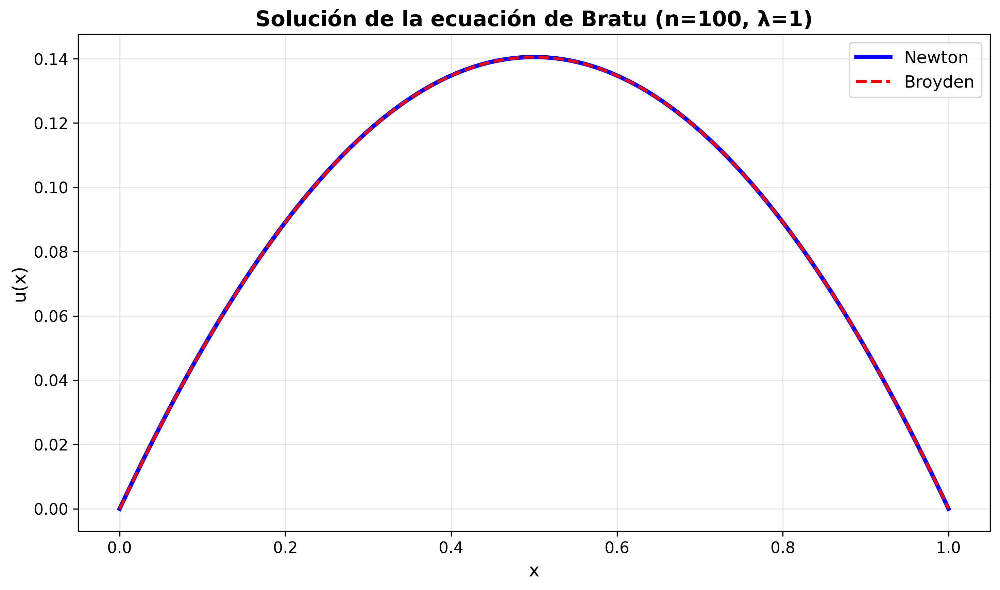 Solución de la ecuación de Bratu (n=100, λ=1)
Newton
Broyden
0.14
0.12
0.10
0.08
0.06
0.04
0.02
0.00
u(x)
0.0 0.2 0.4 0.6 0.8 1.0
x